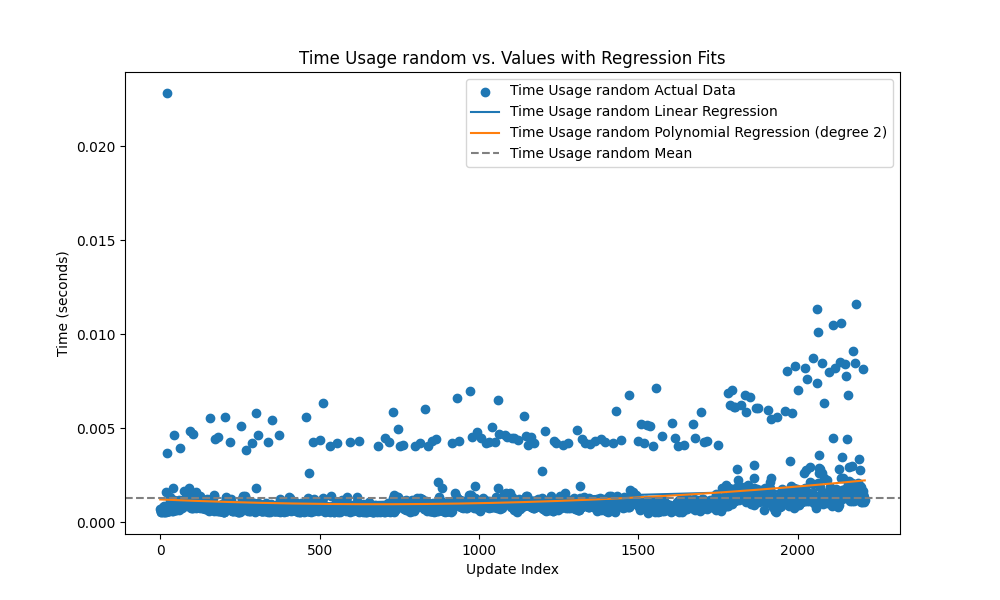 Time Usage random vs. Values with Regression Fits
Time Usage random Actual Data
Time Usage random Linear Regression
Time Usage random Polynomial Regression (degree 2)
Time Usage random Mean
Time (seconds)
0.020
0.015
0.010
0.005
0.000
0 500 1000 1500 2000
Update Index